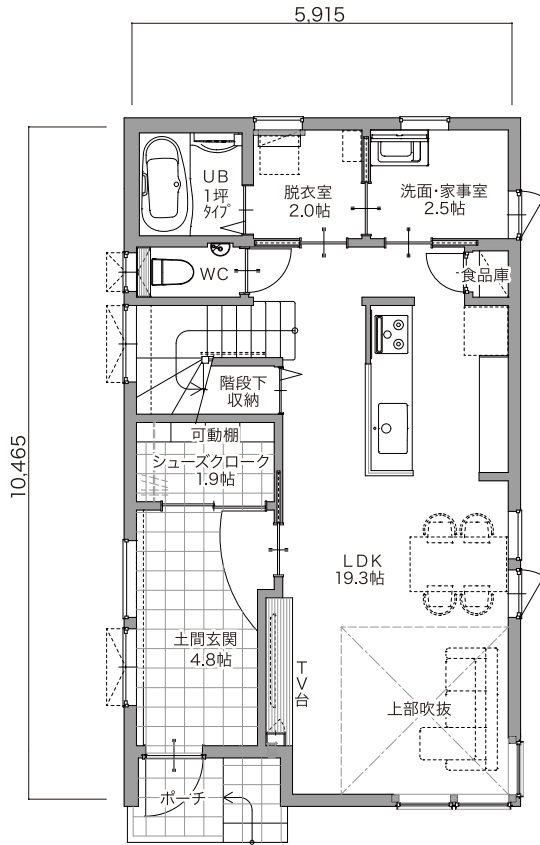 5,915
10,465
UB
1坪
タイプ
脱衣室
2.0帖
洗面・家事室
2.5帖
WC
食品庫
階段下
収納
可動棚
シューズクローク
1.9帖
LDK
19.3帖
土間玄関
4.8帖
TV台
上部吹抜
ポーチ